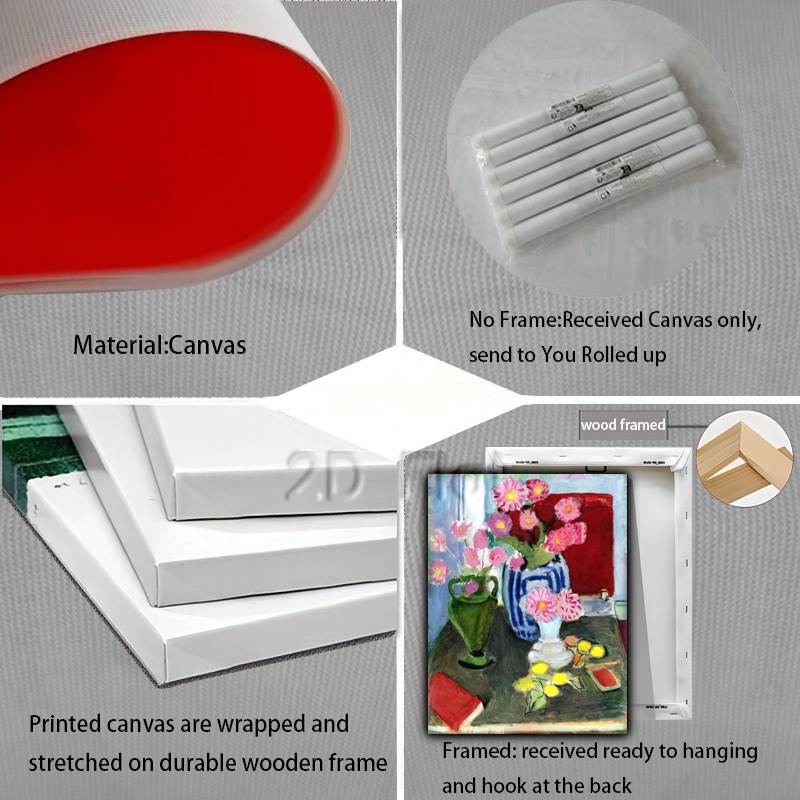 Material:Canvas
No Frame:Received Canvas only,
send to You Rolled up
2D
wood framed
Printed canvas are wrapped and
stretched on durable wooden frame
Framed: received ready to hanging
and hook at the back